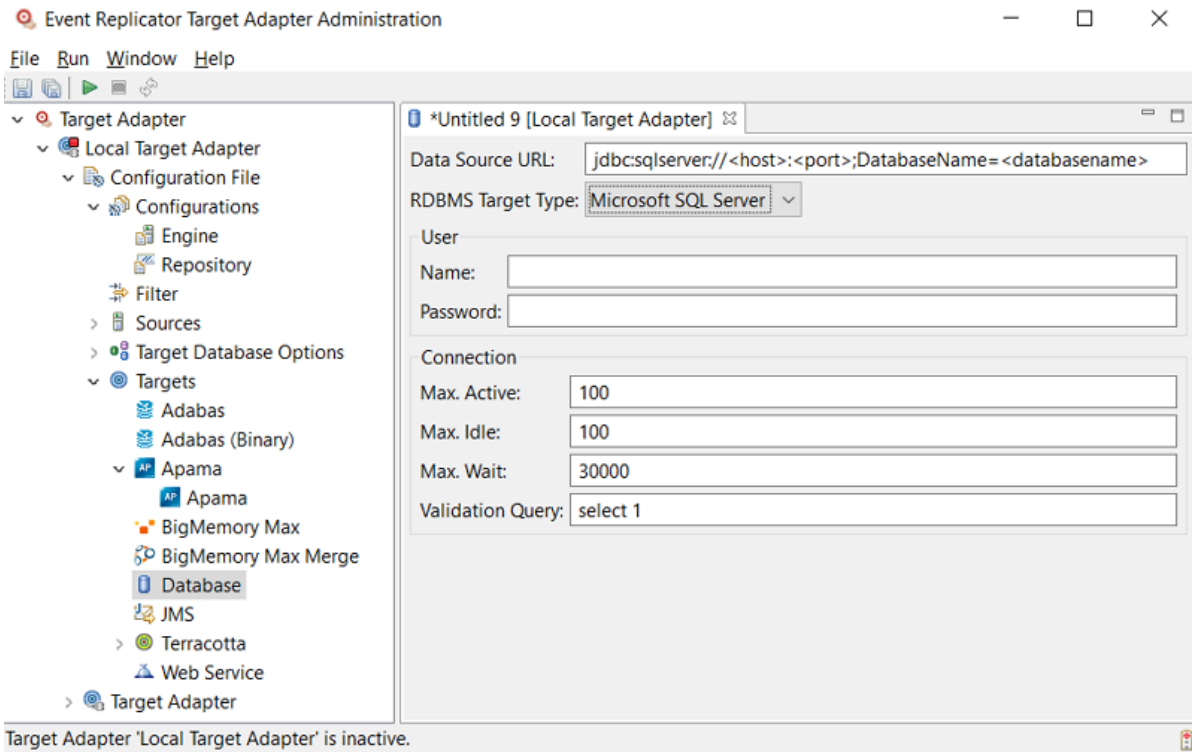 Event Replicator Target Adapter Administration
File Run Window Help
Target Adapter
Local Target Adapter
Configuration File
Configurations
Engine
Repository
Filter
Sources
Target Database Options
Targets
Adabas
Adabas (Binary)
AP Apama
AP Apama
BigMemory Max
BigMemory Max Merge
Database
JMS
Terracotta
Web Service
Target Adapter
*Untitled 9 [Local Target Adapter]
Data Source URL: jdbc:sqlserver://<host>:<port>;DatabaseName=<databasename>
RDBMS Target Type: Microsoft SQL Server
User
Name:
Password:
Connection
Max. Active: 100
Max. Idle: 100
Max. Wait: 30000
Validation Query: select 1
Target Adapter 'Local Target Adapter' is inactive.